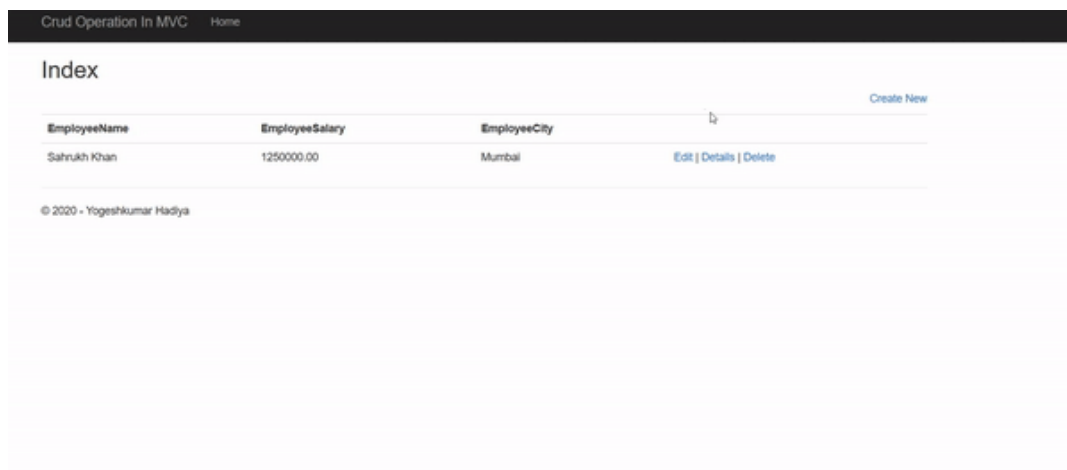 Crud Operation In MVC Home
Index
Create New
EmployeeName EmployeeSalary EmployeeCity
Sahrukh Khan 1250000.00 Mumbai Edit | Details | Delete
© 2020 - Yogeshkumar Hadiya